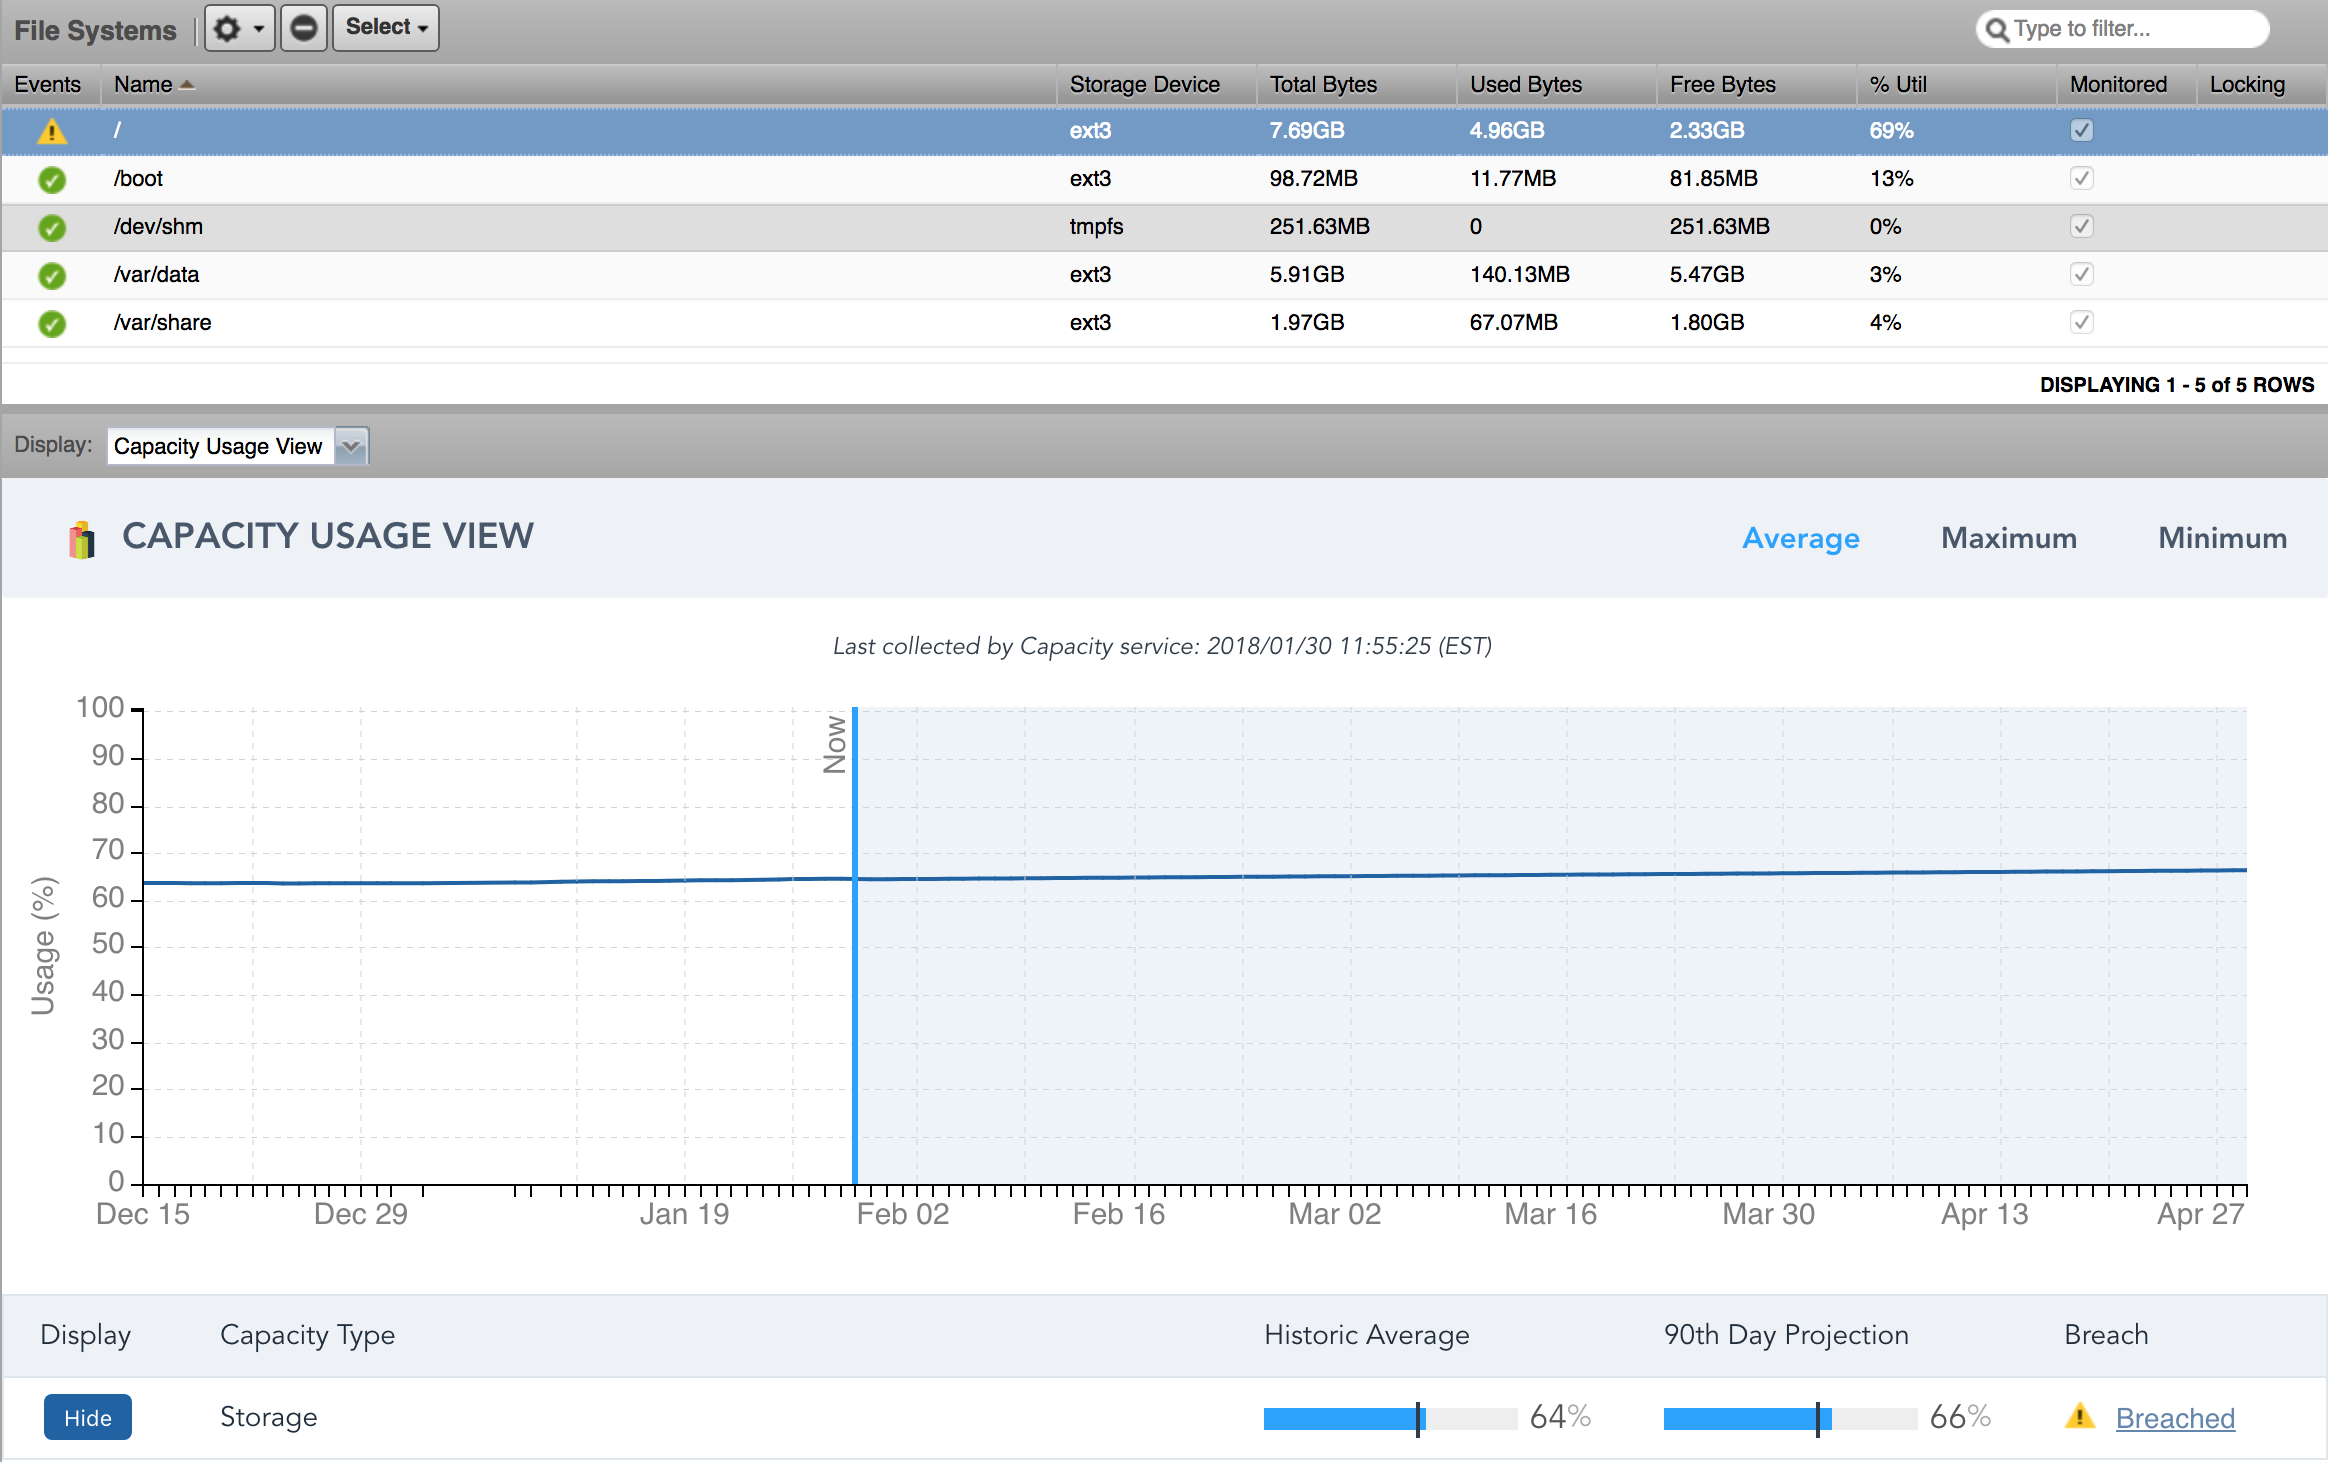 File Systems Select Type to filter...
Events Name Storage Device Total Bytes Used Bytes Free Bytes % Util Monitored Locking
/ ext3 7.69GB 4.96GB 2.33GB 69%
/boot ext3 98.72MB 11.77MB 81.85MB 13%
/dev/shm tmpfs 251.63MB 0 251.63MB 0%
/var/data ext3 5.91GB 140.13MB 5.47GB 3%
/var/share ext3 1.97GB 67.07MB 1.80GB 4%
DISPLAYING 1 - 5 of 5 ROWS
Display: Capacity Usage View
CAPACITY USAGE VIEW Average Maximum Minimum
Last collected by Capacity service: 2018/01/30 11:55:25 (EST)
Usage (%)
100
90
80
70
60
50
40
30
20
10
0
Now
Dec 15 Dec 29 Jan 19 Feb 02 Feb 16 Mar 02 Mar 16 Mar 30 Apr 13 Apr 27
Display Capacity Type Historic Average 90th Day Projection Breach
Hide Storage 64% 66% Breached